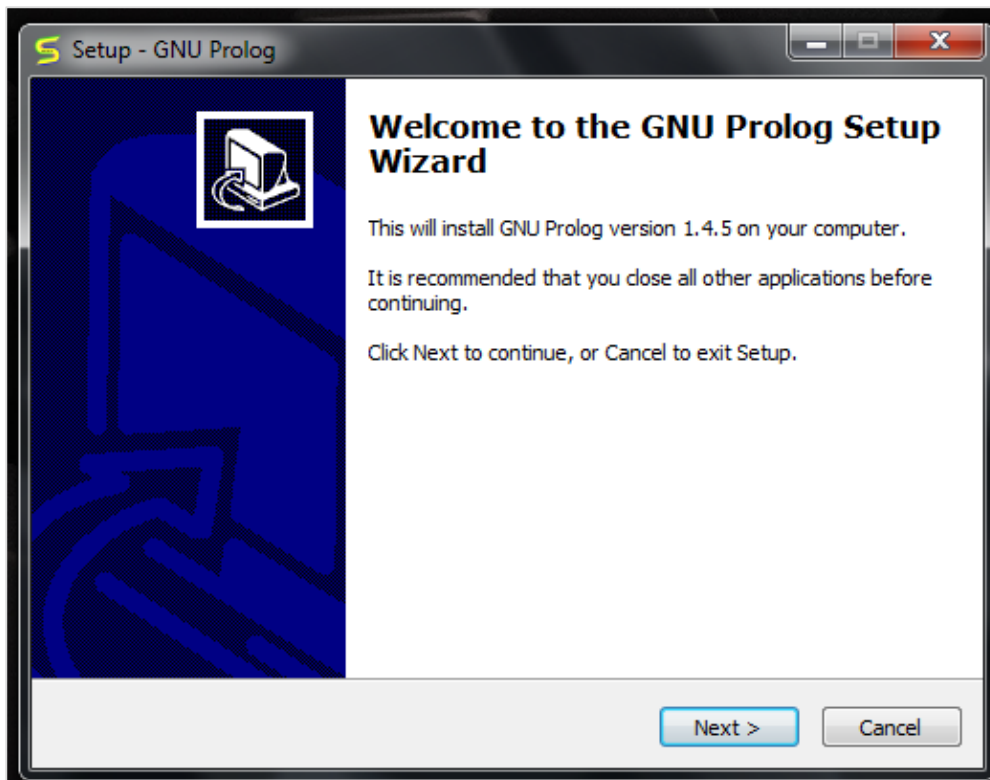 Setup - GNU Prolog
Welcome to the GNU Prolog Setup
Wizard
This will install GNU Prolog version 1.4.5 on your computer.
It is recommended that you close all other applications before
continuing.
Click Next to continue, or Cancel to exit Setup.
Next >
Cancel